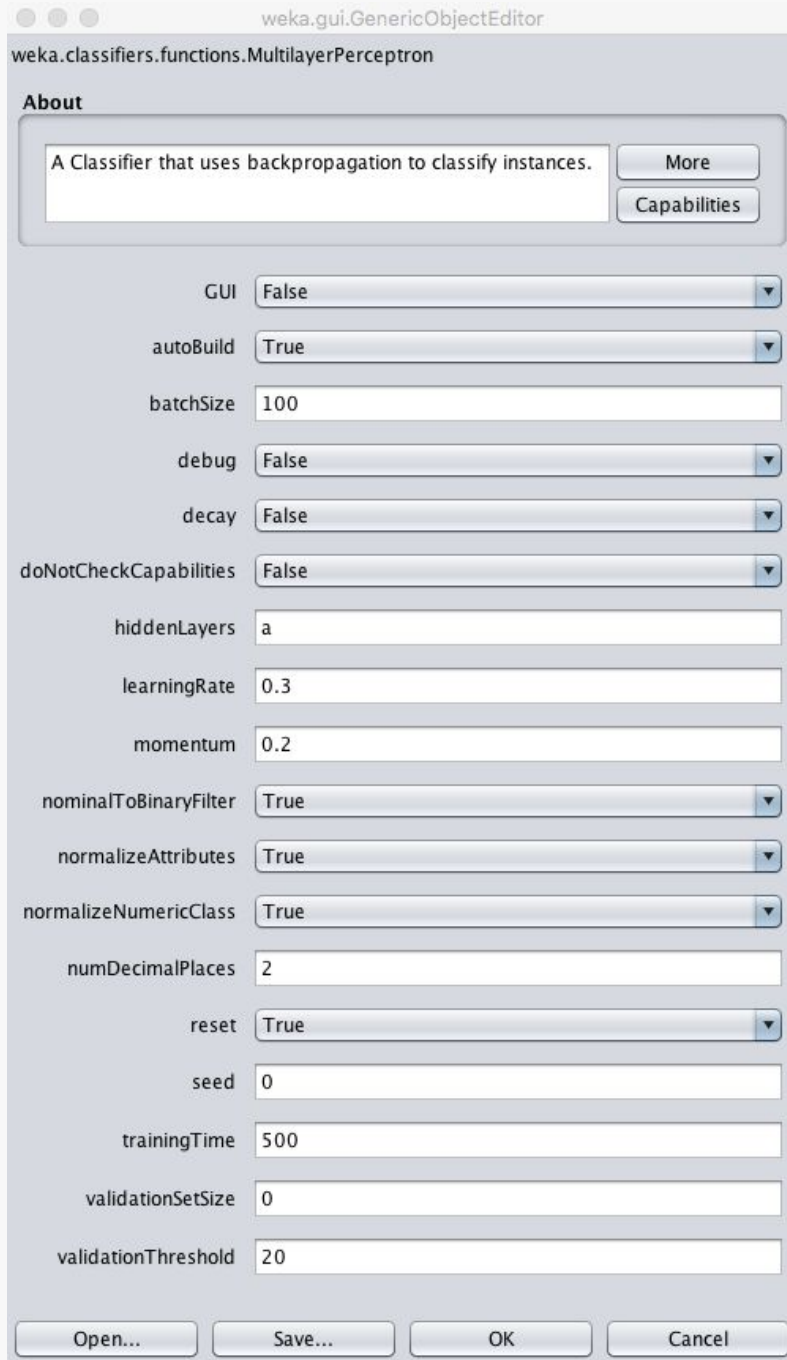 weka.gui.GenericObjectEditor
weka.classifiers.functions.MultilayerPerceptron
About
A Classifier that uses backpropagation to classify instances.
More
Capabilities
GUI False
autoBuild True
batchSize 100
debug False
decay False
doNotCheckCapabilities False
hiddenLayers a
learningRate 0.3
momentum 0.2
nominalToBinaryFilter True
normalizeAttributes True
normalizeNumericClass True
numDecimalPlaces 2
reset True
seed 0
trainingTime 500
validationSetSize 0
validationThreshold 20
Open... Save... OK Cancel